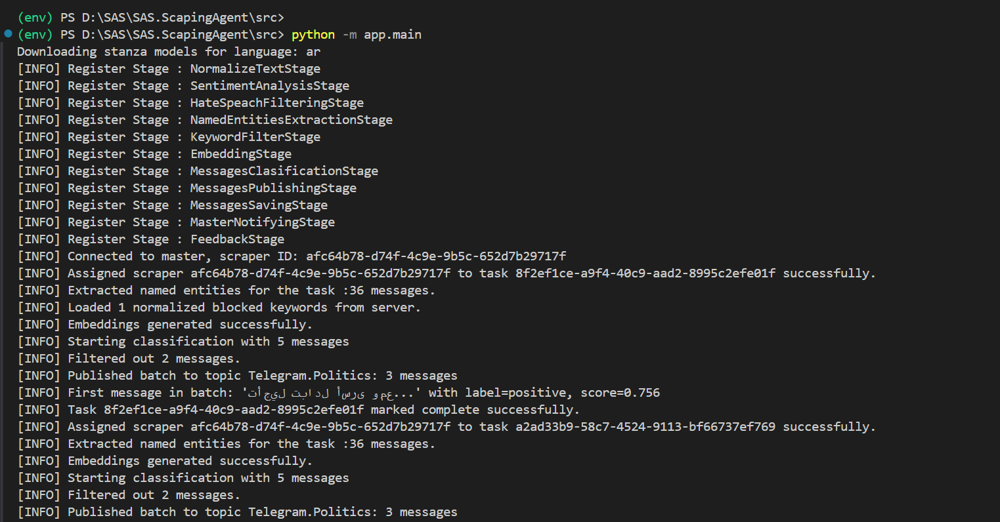 (env) PS D:\SAS\SAS.ScapingAgent\src>
(env) PS D:\SAS\SAS.ScapingAgent\src> python -m app.main
Downloading stanza models for language: ar
[INFO] Register Stage : NormalizeTextStage
[INFO] Register Stage : SentimentAnalysisStage
[INFO] Register Stage : HateSpeachFilteringStage
[INFO] Register Stage : NamedEntitiesExtractionStage
[INFO] Register Stage : KeywordFilterStage
[INFO] Register Stage : EmbeddingStage
[INFO] Register Stage : MessagesClasificationStage
[INFO] Register Stage : MessagesPublishingStage
[INFO] Register Stage : MessagesSavingStage
[INFO] Register Stage : MasterNotifyingStage
[INFO] Register Stage : FeedbackStage
[INFO] Connected to master, scraper ID: afc64b78-d74f-4c9e-9b5c-652d7b29717f
[INFO] Assigned scraper afc64b78-d74f-4c9e-9b5c-652d7b29717f to task 8f2ef1ce-a9f4-40c9-aad2-8995c2efe01f successfully.
[INFO] Extracted named entities for the task :36 messages.
[INFO] Loaded 1 normalized blocked keywords from server.
[INFO] Embeddings generated successfully.
[INFO] Starting classification with 5 messages
[INFO] Filtered out 2 messages.
[INFO] Published batch to topic Telegram.Politics: 3 messages
[INFO] First message in batch: 'تأجيل تبادل أسرى ومع...' with label=positive, score=0.756
[INFO] Task 8f2ef1ce-a9f4-40c9-aad2-8995c2efe01f marked complete successfully.
[INFO] Assigned scraper afc64b78-d74f-4c9e-9b5c-652d7b29717f to task a2ad33b9-58c7-4524-9113-bf66737ef769 successfully.
[INFO] Extracted named entities for the task :36 messages.
[INFO] Embeddings generated successfully.
[INFO] Starting classification with 5 messages
[INFO] Filtered out 2 messages.
[INFO] Published batch to topic Telegram.Politics: 3 messages